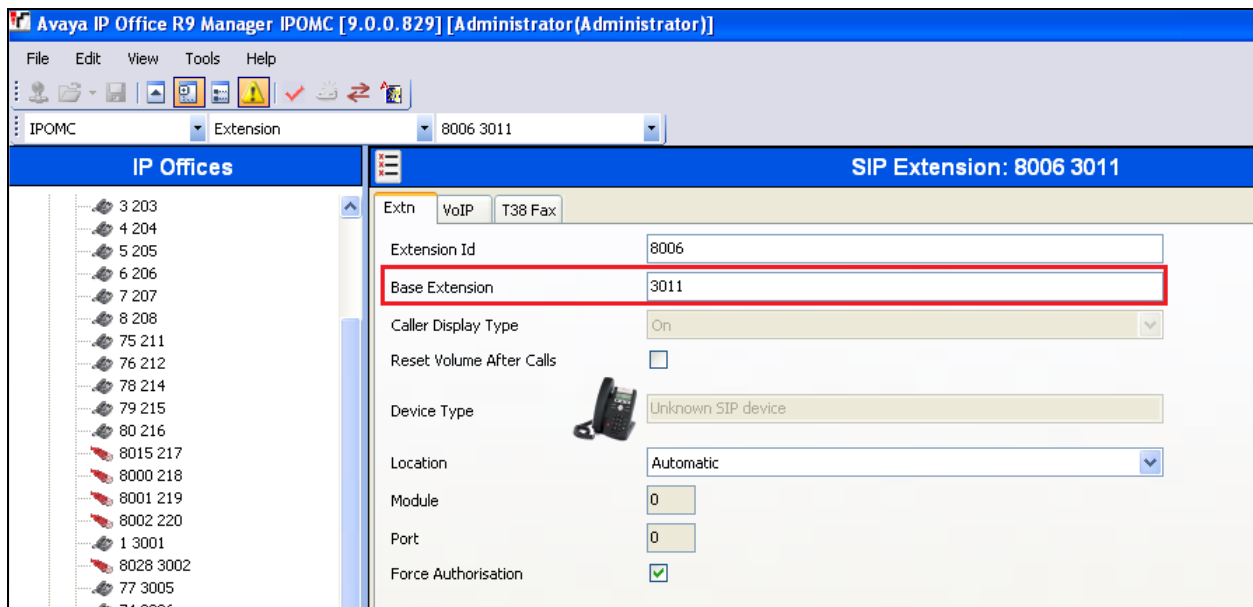 Avaya IP Office R9 Manager IPOMC [9.0.0.829] [Administrator(Administrator)]
File Edit View Tools Help
IPOMC Extension 8006 3011
IP Offices
3 203
4 204
5 205
6 206
7 207
8 208
75 211
76 212
78 214
79 215
80 216
8015 217
8000 218
8001 219
8002 220
1 3001
8028 3002
77 3005
SIP Extension: 8006 3011
Extn VoIP T38 Fax
Extension Id 8006
Base Extension 3011
Caller Display Type On
Reset Volume After Calls
Device Type Unknown SIP device
Location Automatic
Module 0
Port 0
Force Authorisation